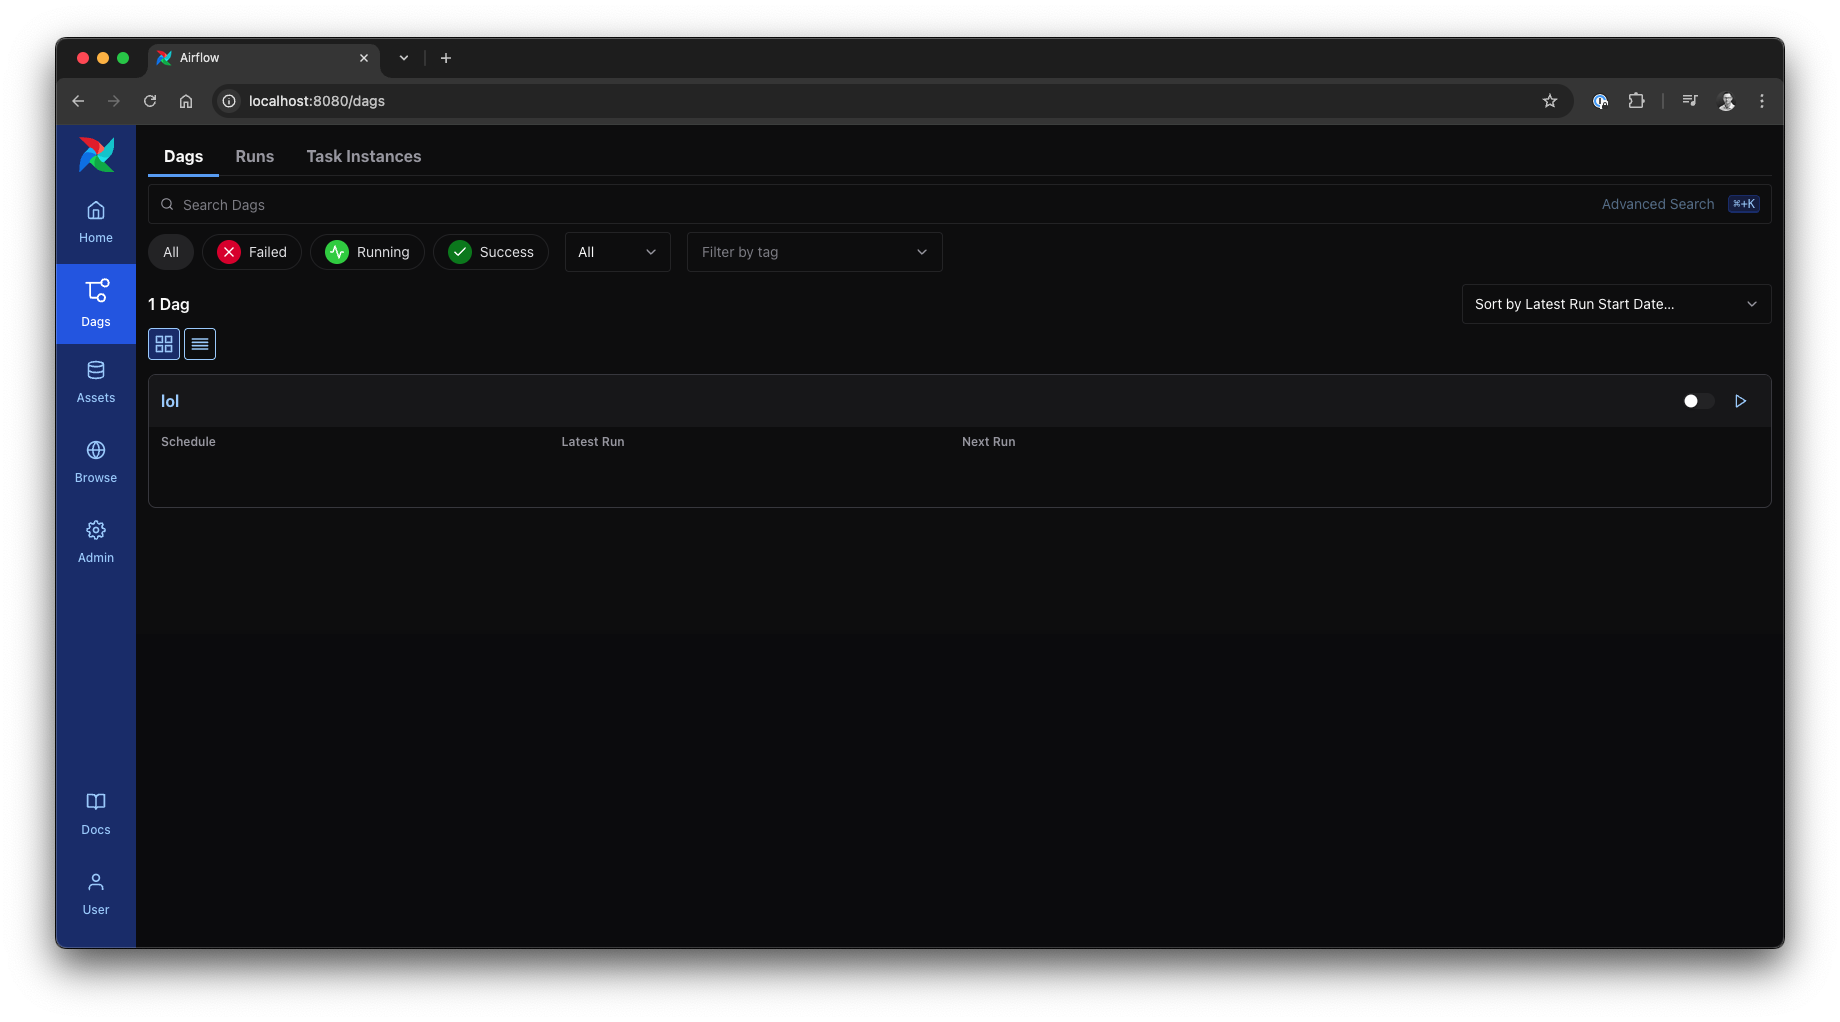 Airflow
localhost:8080/dags
Dags Runs Task Instances
Search Dags Advanced Search ⌘+K
All Failed Running Success All Filter by tag
1 Dag Sort by Latest Run Start Date...
lol
Schedule Latest Run Next Run
Home
Dags
Assets
Browse
Admin
Docs
User